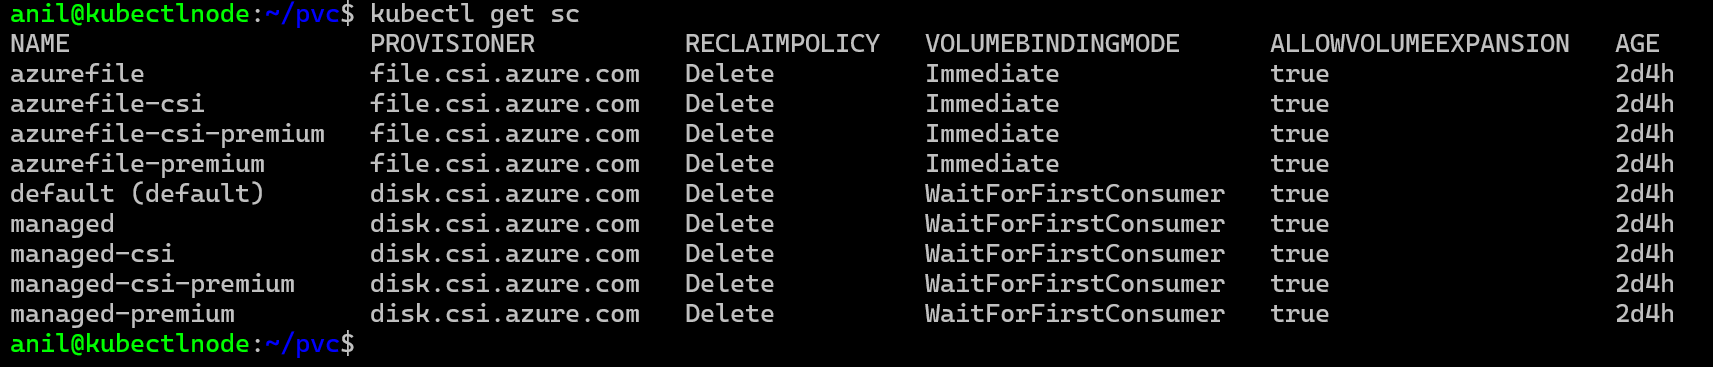 anil@kubectlnode:~/pvc$ kubectl get sc
NAME PROVISIONER RECLAIMPOLICY VOLUMEBINDINGMODE ALLOWVOLUMEEXPANSION AGE
azurefile file.csi.azure.com Delete Immediate true 2d4h
azurefile-csi file.csi.azure.com Delete Immediate true 2d4h
azurefile-csi-premium file.csi.azure.com Delete Immediate true 2d4h
azurefile-premium file.csi.azure.com Delete Immediate true 2d4h
default (default) disk.csi.azure.com Delete WaitForFirstConsumer true 2d4h
managed disk.csi.azure.com Delete WaitForFirstConsumer true 2d4h
managed-csi disk.csi.azure.com Delete WaitForFirstConsumer true 2d4h
managed-csi-premium disk.csi.azure.com Delete WaitForFirstConsumer true 2d4h
managed-premium disk.csi.azure.com Delete WaitForFirstConsumer true 2d4h
anil@kubectlnode:~/pvc$